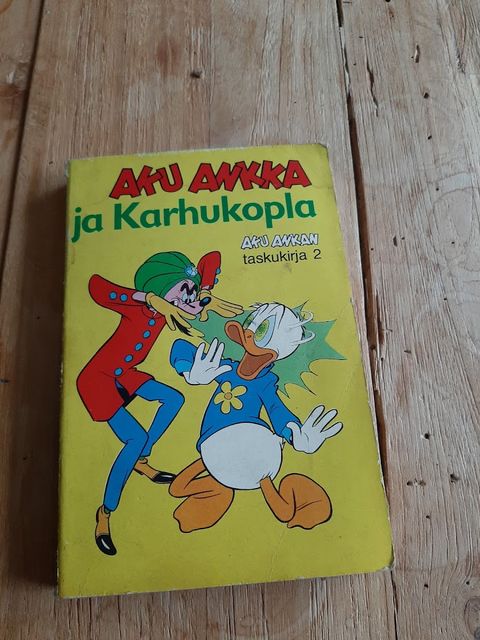 AKU ANKKA
ja Karhukopla
AKU ANKAN
taskukirja 2